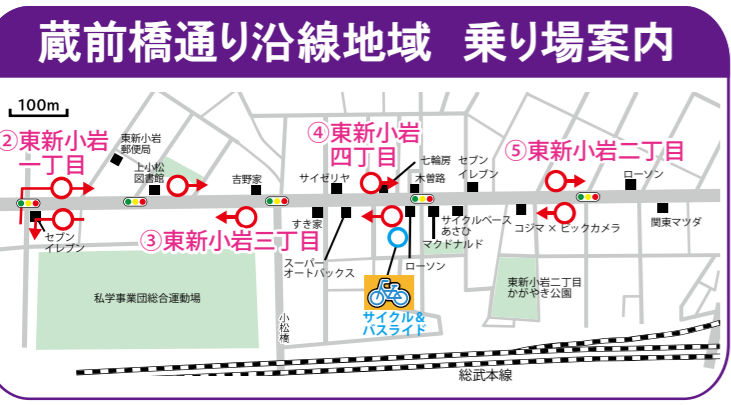 蔵前橋通り沿線地域 乗り場案内
100m
②東新小岩
一丁目
東新小岩
郵便局
上小松
図書館
吉野家
サイゼリヤ
④東新小岩
四丁目
七輪房
木曽路
セブン
イレブン
⑤東新小岩二丁目
ローソン
セブン
イレブン
③東新小岩三丁目
すき家
スーパー
オートバックス
ローソン
マクドナルド
サイクルベース
あさひ
コジマ×ビックカメラ
関東マツダ
私学事業団総合運動場
小松橋
サイクル&
バスライド
東新小岩二丁目
かがやき公園
総武本線